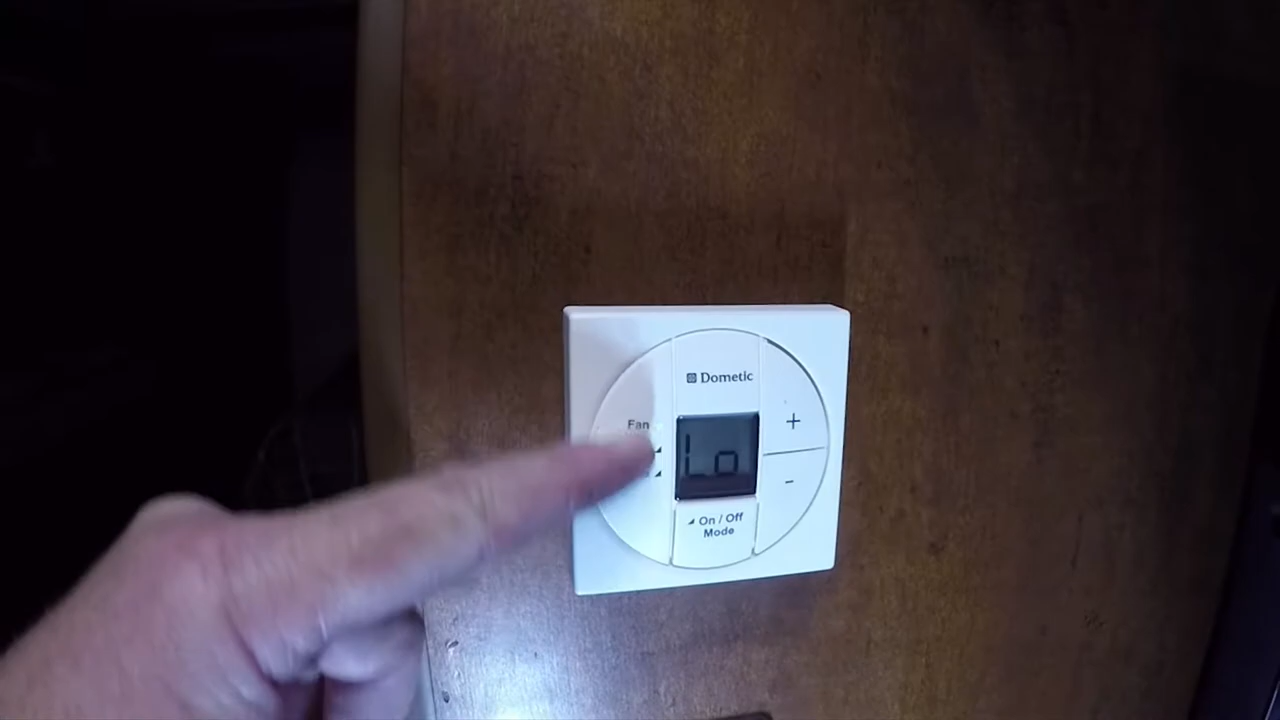 Dometic
Fan
+
Lo
-
On / Off
Mode